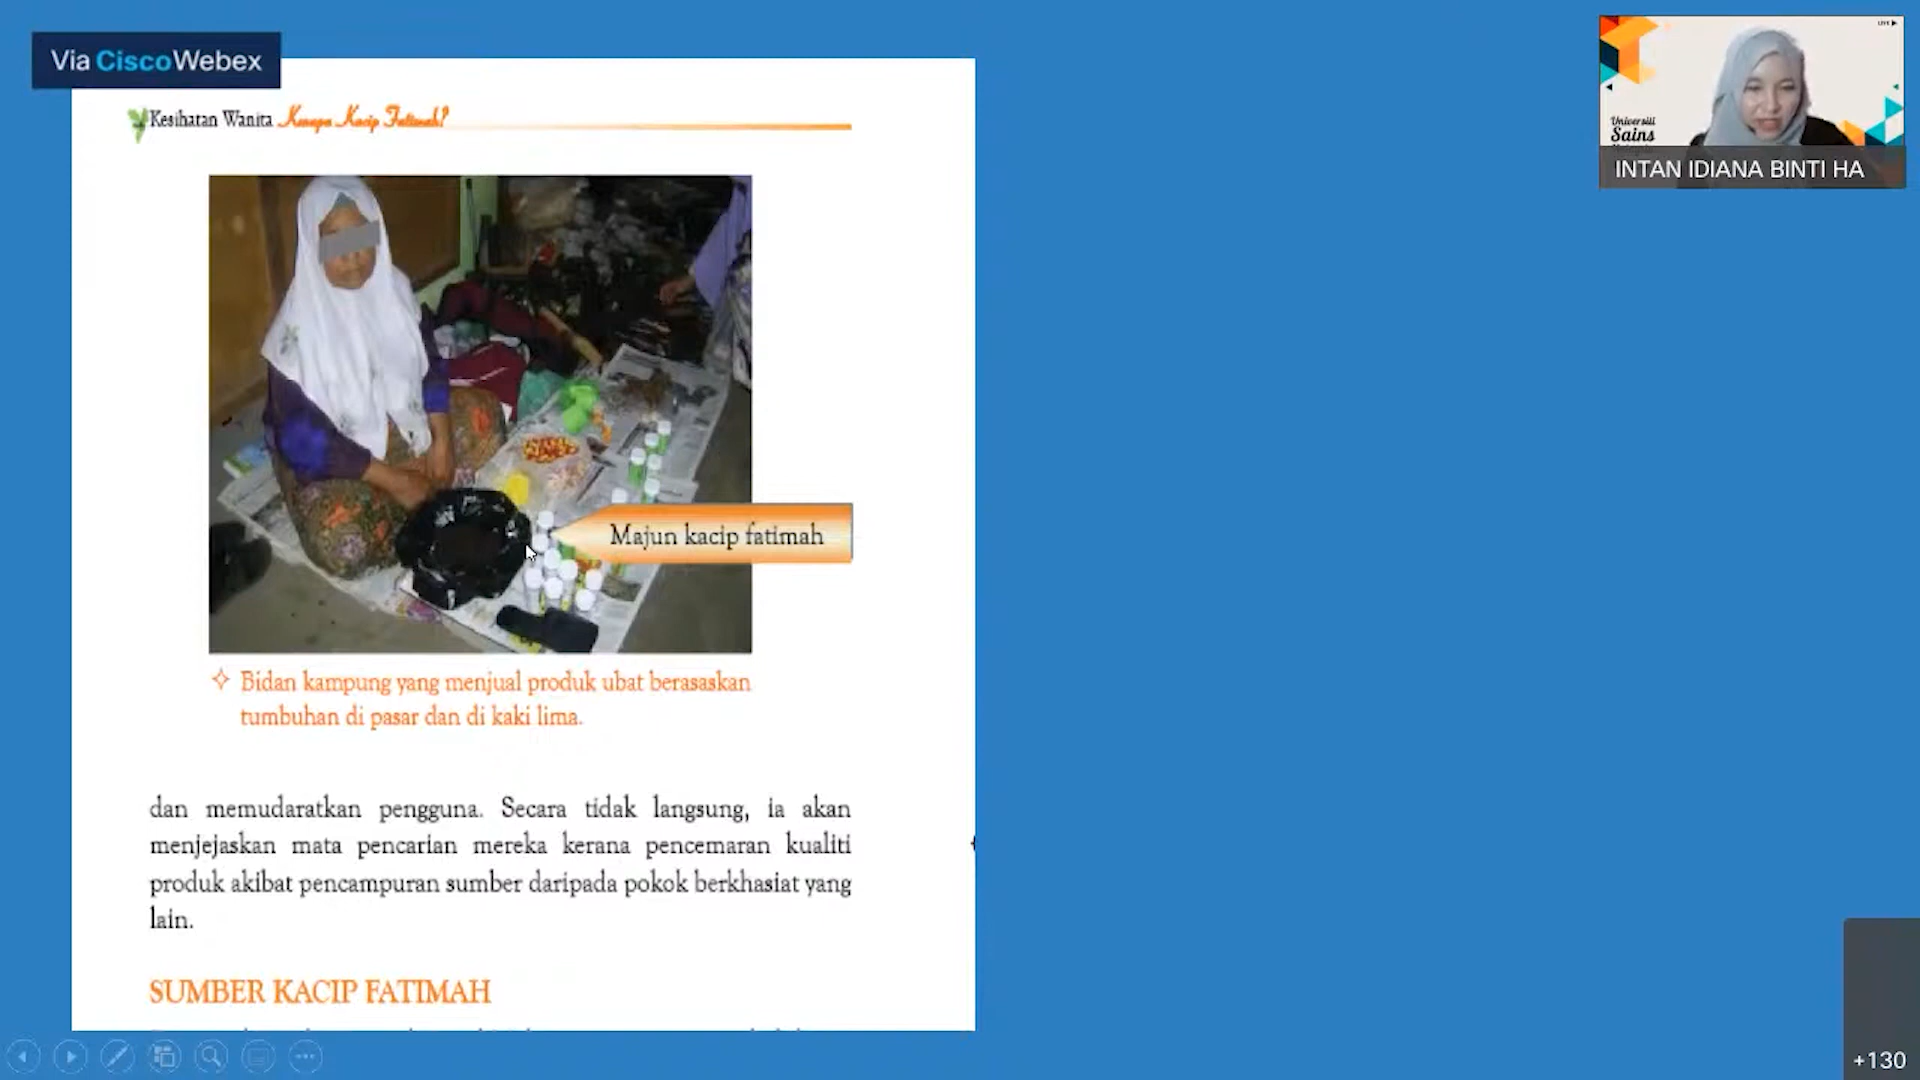 Via CiscoWebex
Kesihatan Wanita Kenapa Kacip Fatimah?
Majun kacip fatimah
Bidan kampung yang menjual produk ubat berasaskan
tumbuhan di pasar dan di kaki lima.
dan memudaratkan pengguna. Secara tidak langsung, ia akan
menjejaskan mata pencarian mereka kerana pencemaran kualiti
produk akibat pencampuran sumber daripada pokok berkhasiat yang
lain.
SUMBER KACIP FATIMAH
Universiti
Sains
INTAN IDIANA BINTI HA
+130